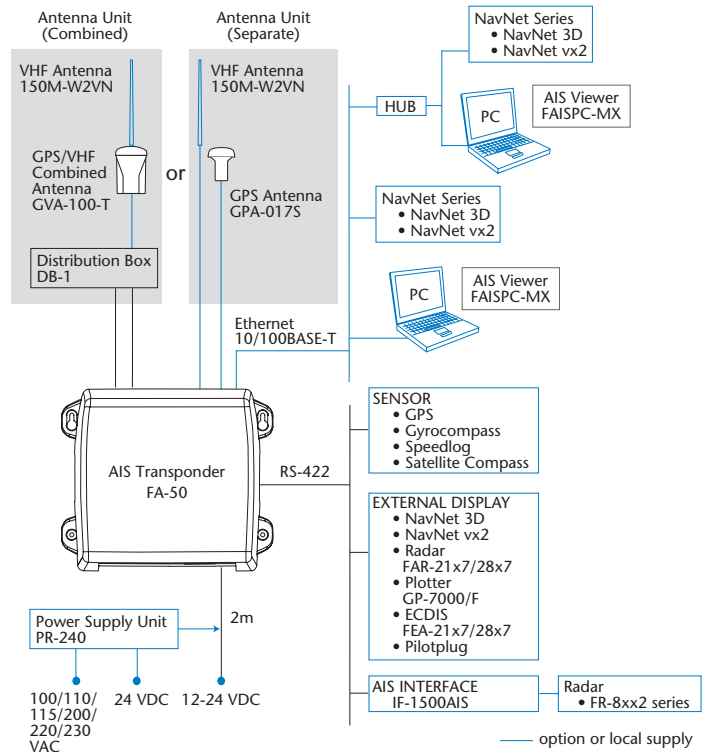 Antenna Unit
(Combined)
Antenna Unit
(Separate)
VHF Antenna
150M-W2VN
GPS/VHF
Combined
Antenna
GVA-100-T
or
VHF Antenna
150M-W2VN
GPS Antenna
GPA-017S
Distribution Box
DB-1
NavNet Series
• NavNet 3D
• NavNet vx2
HUB
PC
AIS Viewer
FAISPC-MX
NavNet Series
• NavNet 3D
• NavNet vx2
PC
AIS Viewer
FAISPC-MX
Ethernet
10/100BASE-T
AIS Transponder
FA-50
RS-422
SENSOR
• GPS
• Gyrocompass
• Speedlog
• Satellite Compass
EXTERNAL DISPLAY
• NavNet 3D
• NavNet vx2
• Radar
FAR-21x7/28x7
• Plotter
GP-7000/F
• ECDIS
FEA-21x7/28x7
• Pilotplug
AIS INTERFACE
IF-1500AIS
Radar
• FR-8xx2 series
Power Supply Unit
PR-240
2m
100/110/
115/200/
220/230
VAC
24 VDC
12-24 VDC
option or local supply